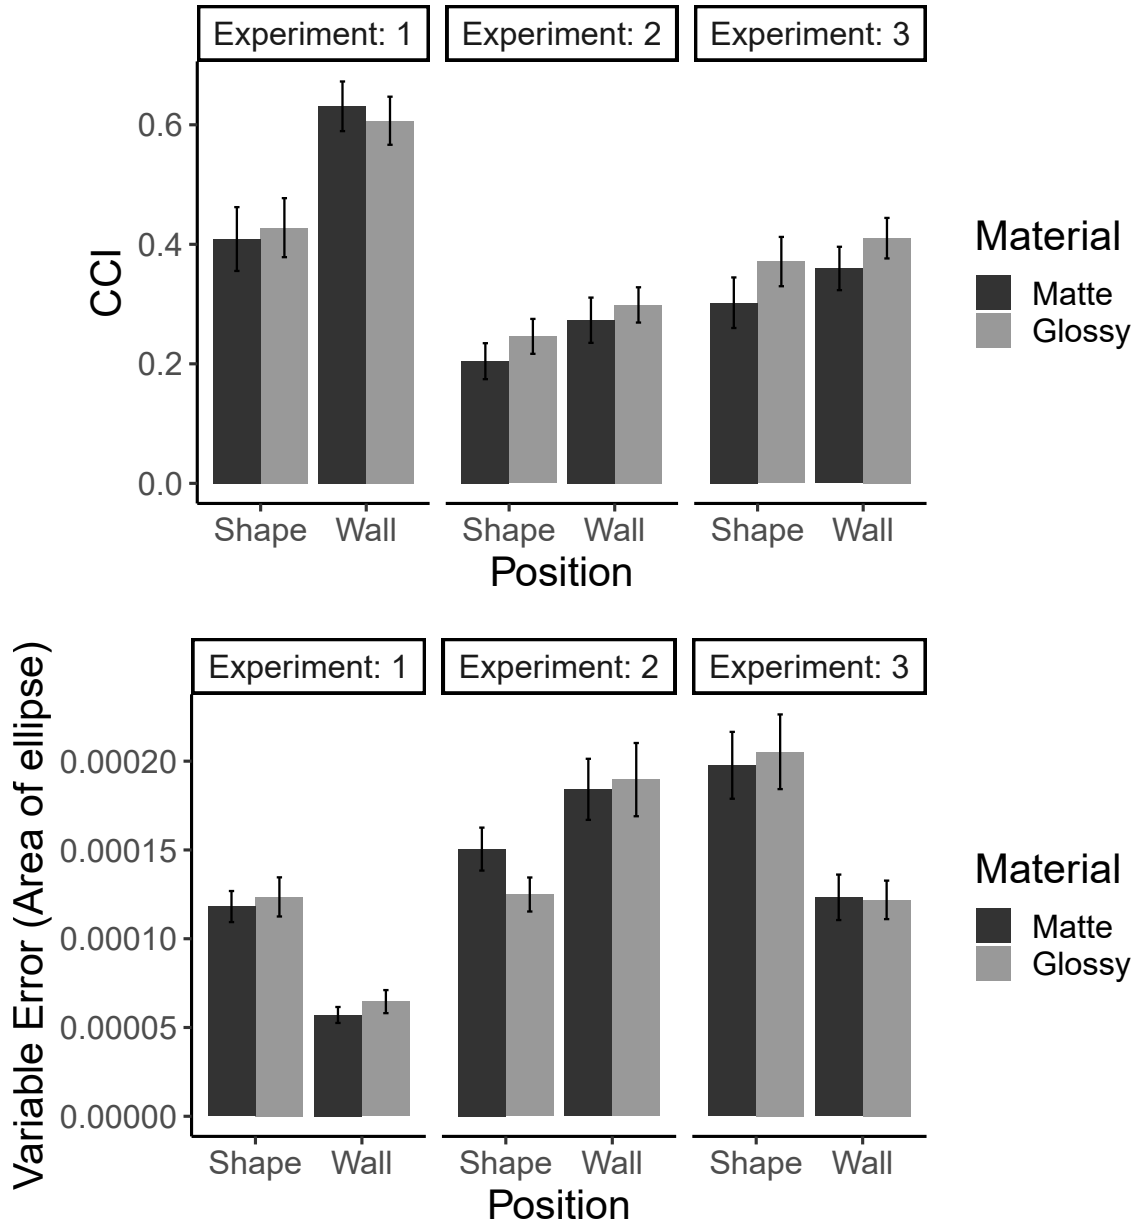 Experiment: 1
Experiment: 2
Experiment: 3
CCI
0.6
0.4
0.2
0.0
Shape
Wall
Shape
Wall
Shape
Wall
Position
Material
Matte
Glossy
Experiment: 1
Experiment: 2
Experiment: 3
Variable Error (Area of ellipse)
0.00020
0.00015
0.00010
0.00005
0.00000
Shape
Wall
Shape
Wall
Shape
Wall
Position
Material
Matte
Glossy